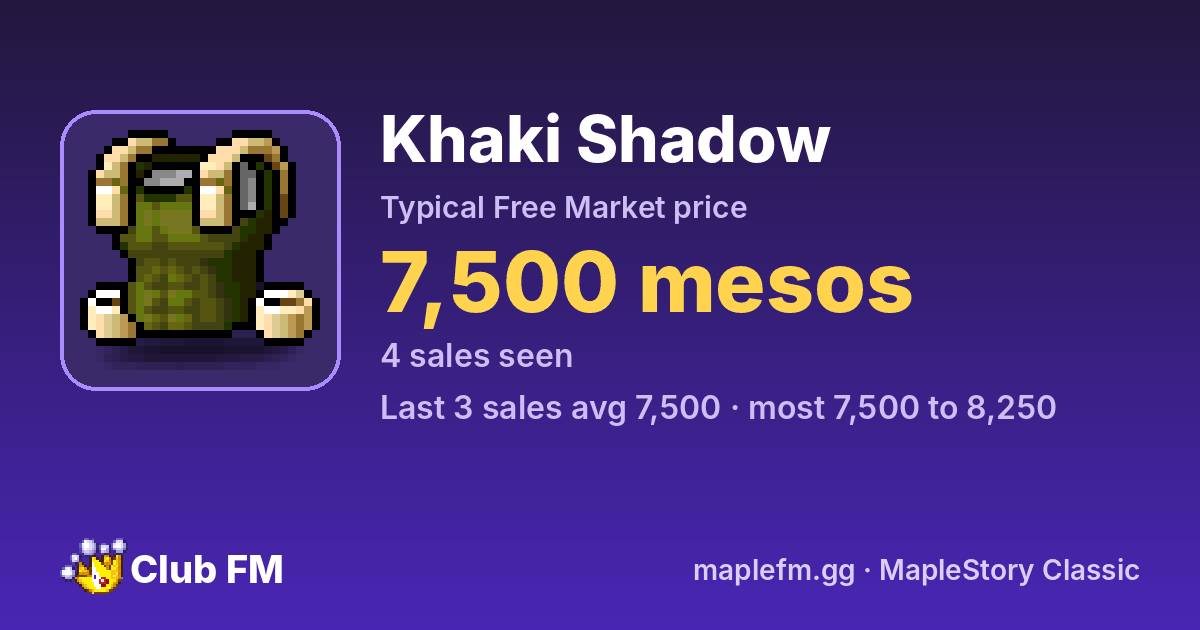 Khaki Shadow
Typical Free Market price
7,500 mesos
4 sales seen
Last 3 sales avg 7,500 · most 7,500 to 8,250
Club FM
maplefm.gg · MapleStory Classic